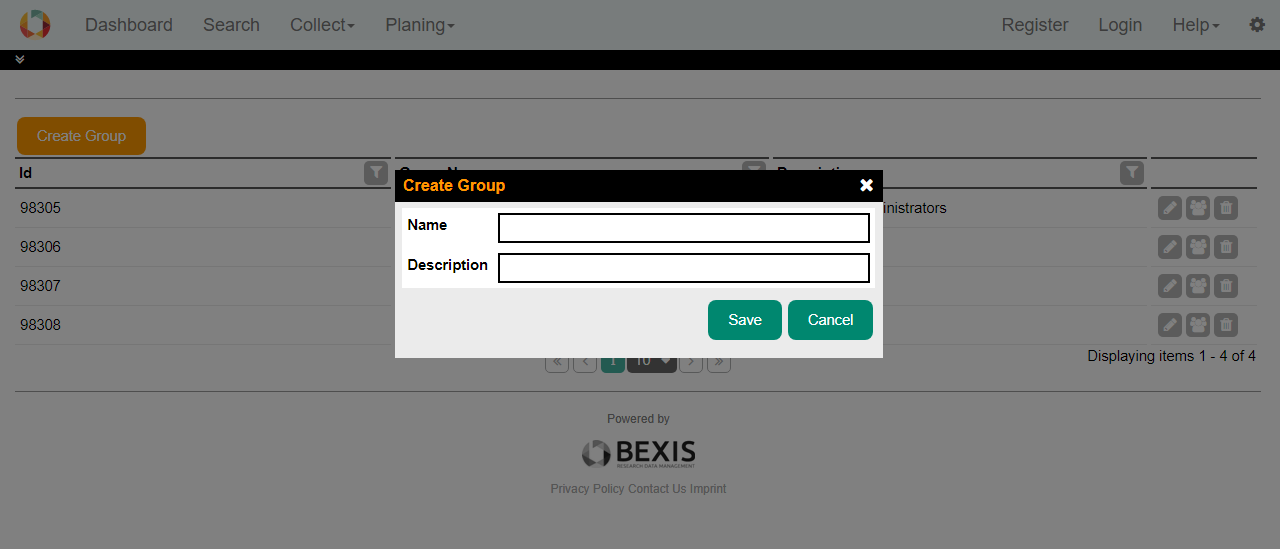 Dashboard Search Collect Planing Register Login Help
Create Group
Id
Create Group
98305 inistrators
Name
98306
Description
98307
98308
Save Cancel
10
Displaying items 1 - 4 of 4
Powered by
BEXIS
RESEARCH DATA MANAGEMENT
Privacy Policy Contact Us Imprint